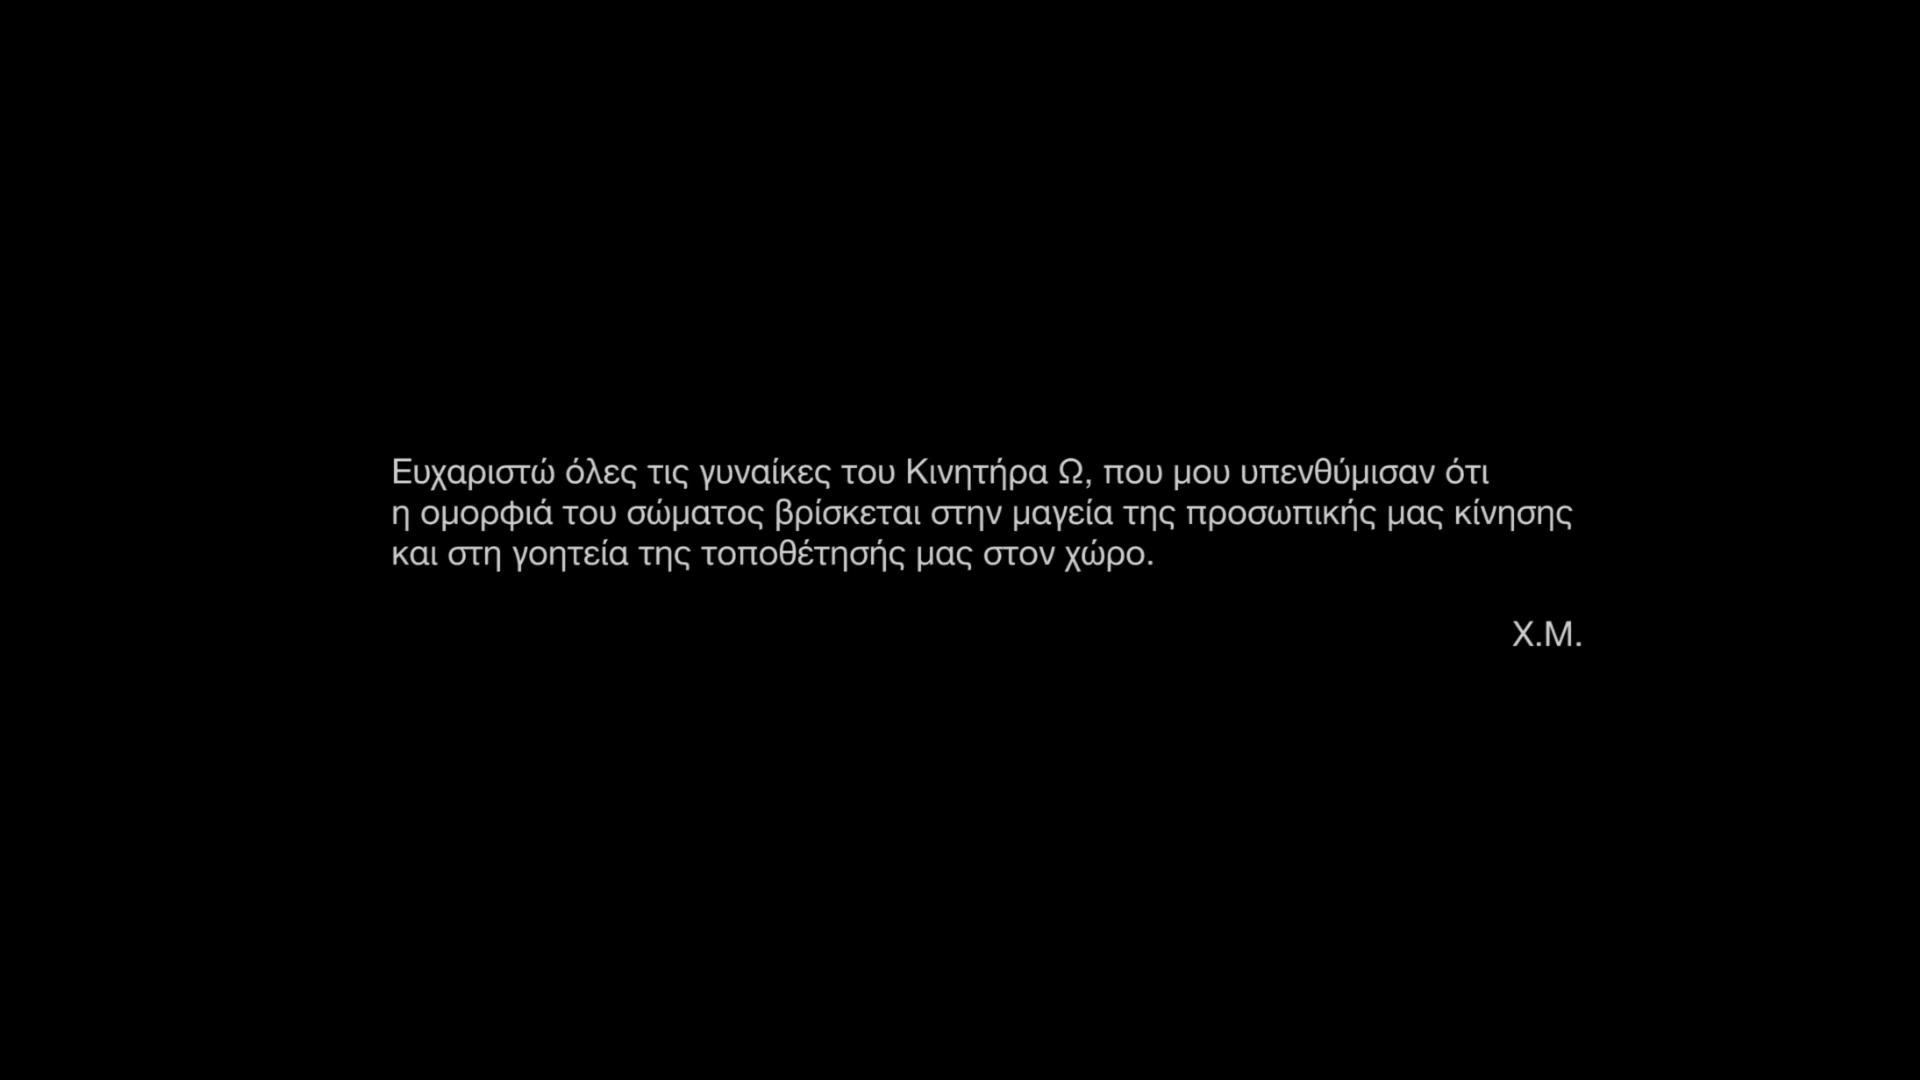 Ευχαριστώ όλες τις γυναίκες του Κινητήρα Ω, που μου υπενθύμισαν ότι
η ομορφιά του σώματος βρίσκεται στην μαγεία της προσωπικής μας κίνησης
και στη γοητεία της τοποθέτησής μας στον χώρο.
Χ.Μ.